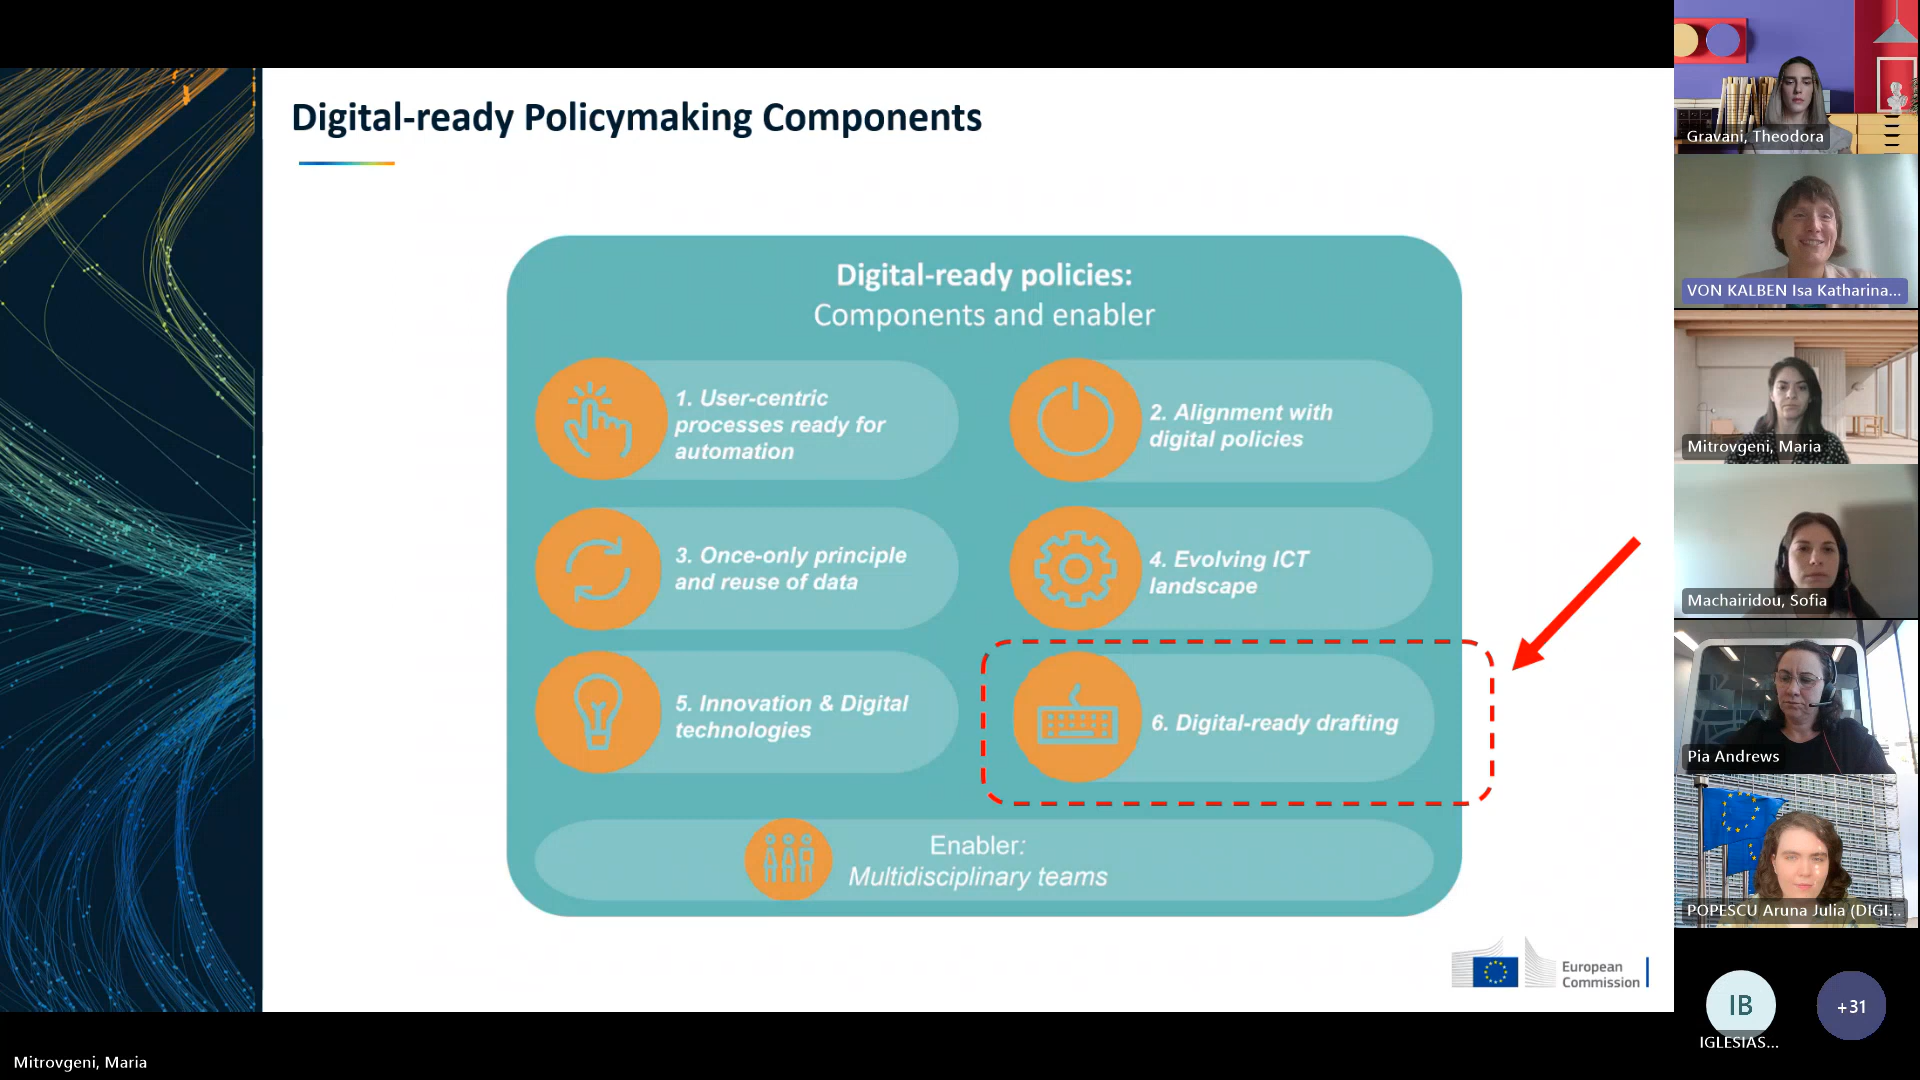 Digital-ready Policymaking Components
Digital-ready policies:
Components and enabler
1. User-centric
processes ready for
automation
2. Alignment with
digital policies
3. Once-only principle
and reuse of data
4. Evolving ICT
landscape
5. Innovation & Digital
technologies
6. Digital-ready drafting
Enabler:
Multidisciplinary teams
European
Commission
Mitrovgeni, Maria
Gravani, Theodora
VON KALBEN Isa Katharina...
Mitrovgeni, Maria
Machairidou, Sofia
Pia Andrews
POPESCU Aruna Julia (DIGI...
IB
IGLESIAS...
+31